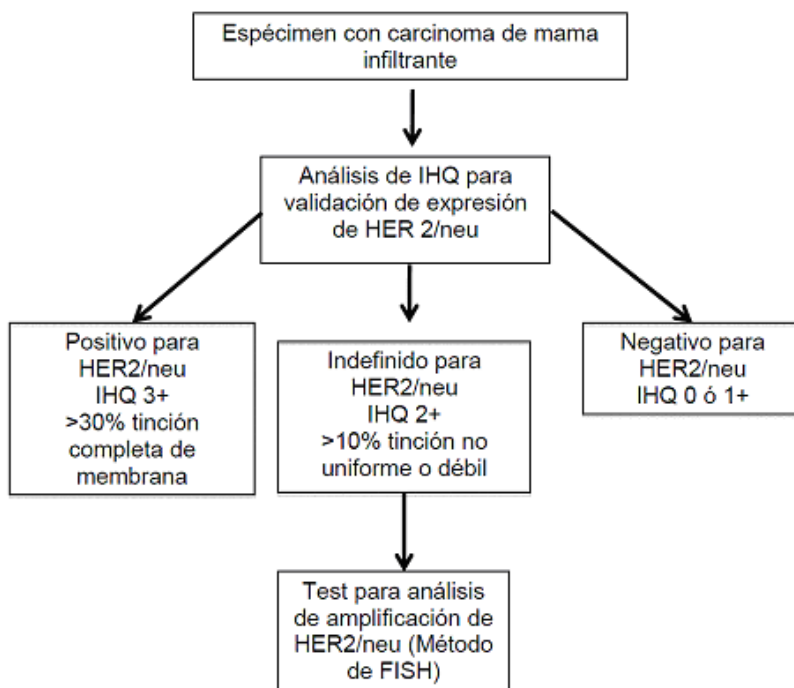 Espécimen con carcinoma de mama
infiltrante
Análisis de IHQ para
validación de expresión
de HER 2/neu
Positivo para
HER2/neu
IHQ 3+
>30% tinción
completa de
membrana
Indefinido para
HER2/neu
IHQ 2+
>10% tinción no
uniforme o débil
Negativo para
HER2/neu
IHQ 0 ó 1+
Test para análisis
de amplificación de
HER2/neu (Método
de FISH)